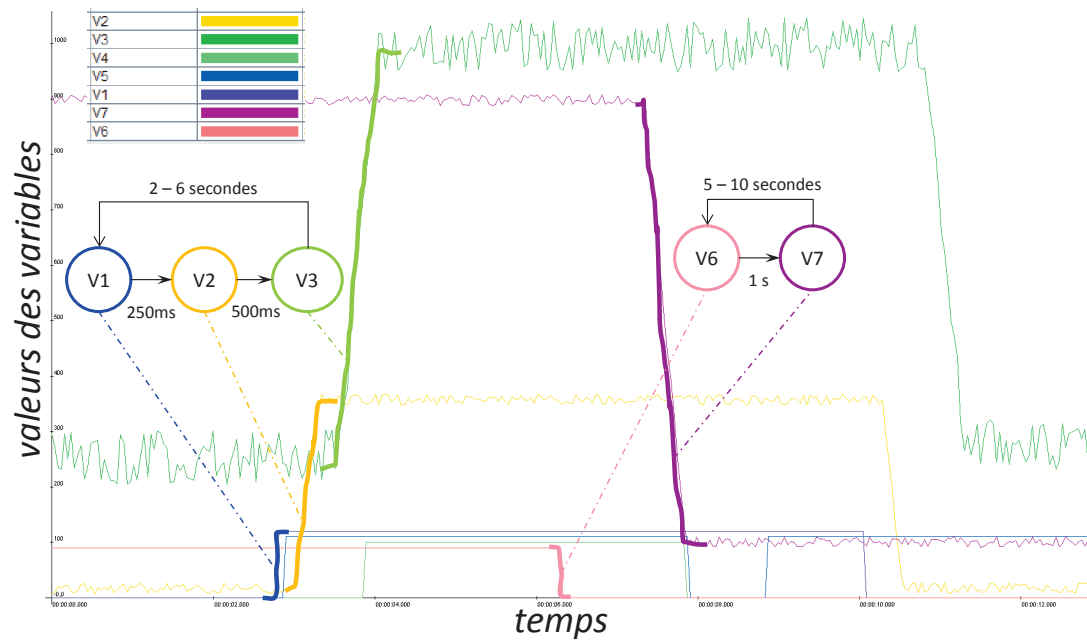 V2
V3
V4
V5
V1
V7
V6
valeurs des variables
1000
900
800
700
600
500
400
300
200
100
-0,0
2 – 6 secondes
V1
V2
V3
250ms
500ms
5 – 10 secondes
V6
V7
1 s
00:00:00,000
00:00:02,000
00:00:04,000
00:00:06,000
00:00:08,000
00:00:10,000
00:00:12,000
temps